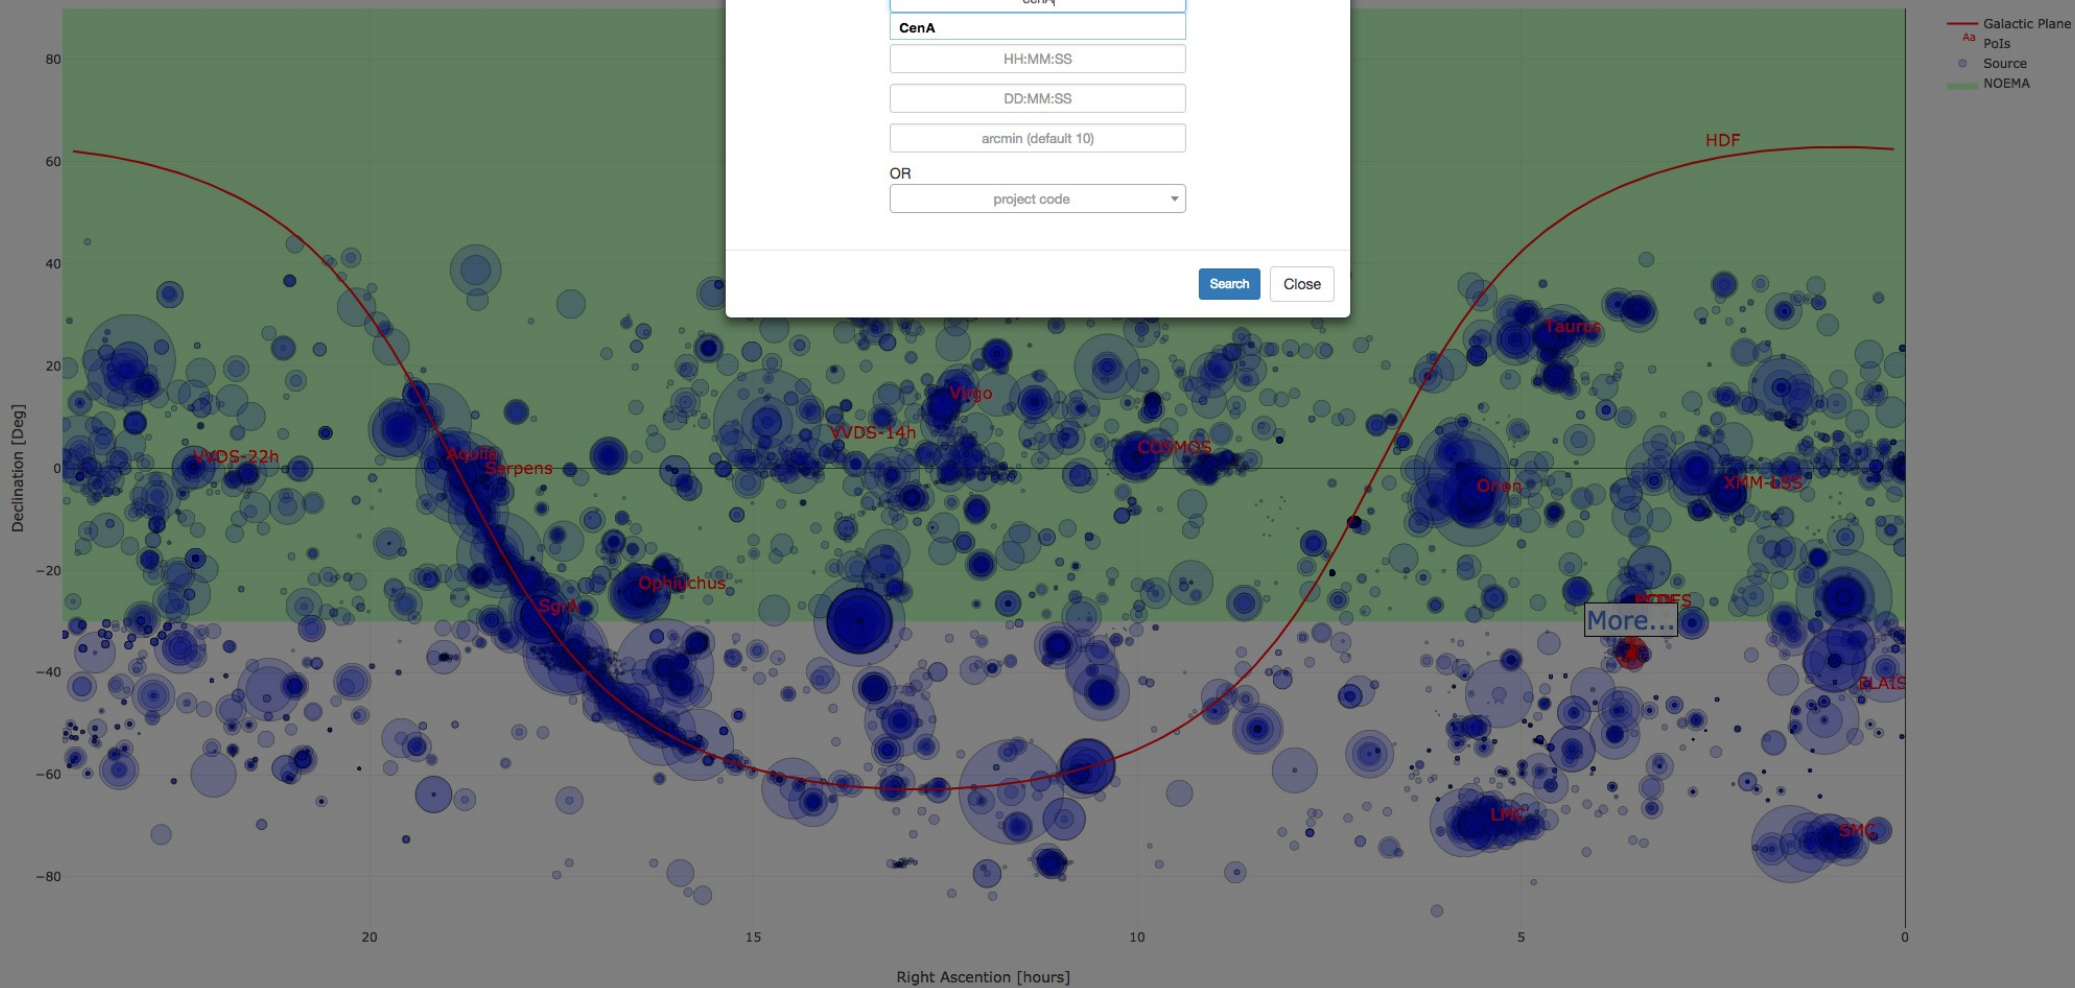 cenA
CenA
HH:MM:SS
DD:MM:SS
arcmin (default 10)
OR
project code
Search
Close
Galactic Plane
Aa
PoIs
Source
NOEMA
80
60
40
20
0
−20
−40
−60
−80
Declination [Deg]
HDF
Taurus
Virgo
VVDS-14h
COSMOS
VVDS-22h
Aquila
Serpens
Orion
XMM-LSS
Ophiuchus
SgrA
More...
ELAIS
LMC
SMC
20
15
10
5
0
Right Ascention [hours]